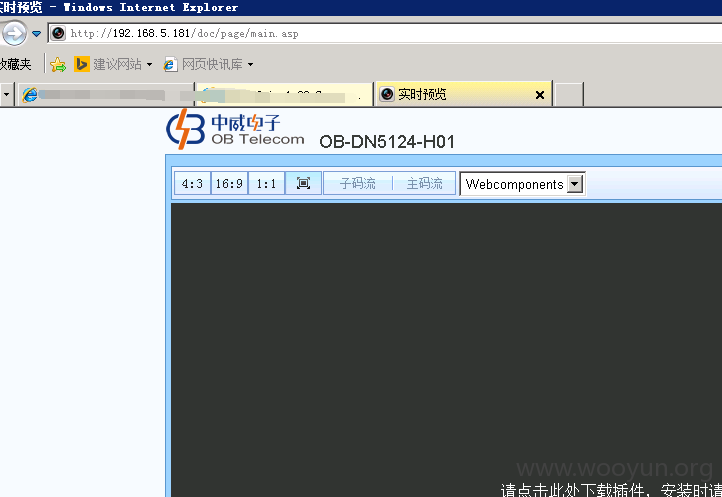 实时预览 - Windows Internet Explorer
http://192.168.5.181/doc/page/main.asp
收藏夹 建议网站 网页快讯库
实时预览
中威电子
OB Telecom OB-DN5124-H01
4:3 16:9 1:1 子码流 主码流 Webcomponents
www.wooyun.org
请点击此处下载插件，安装时请